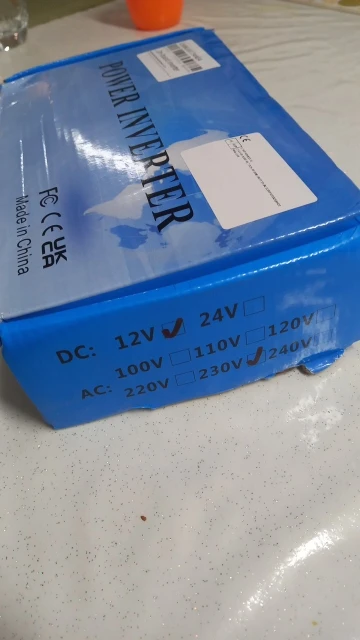 POWER INVERTER
FC CE UK CA
Made in China
CE
DC: 12V 24V
100V 110V 120V
AC: 220V 230V 240V